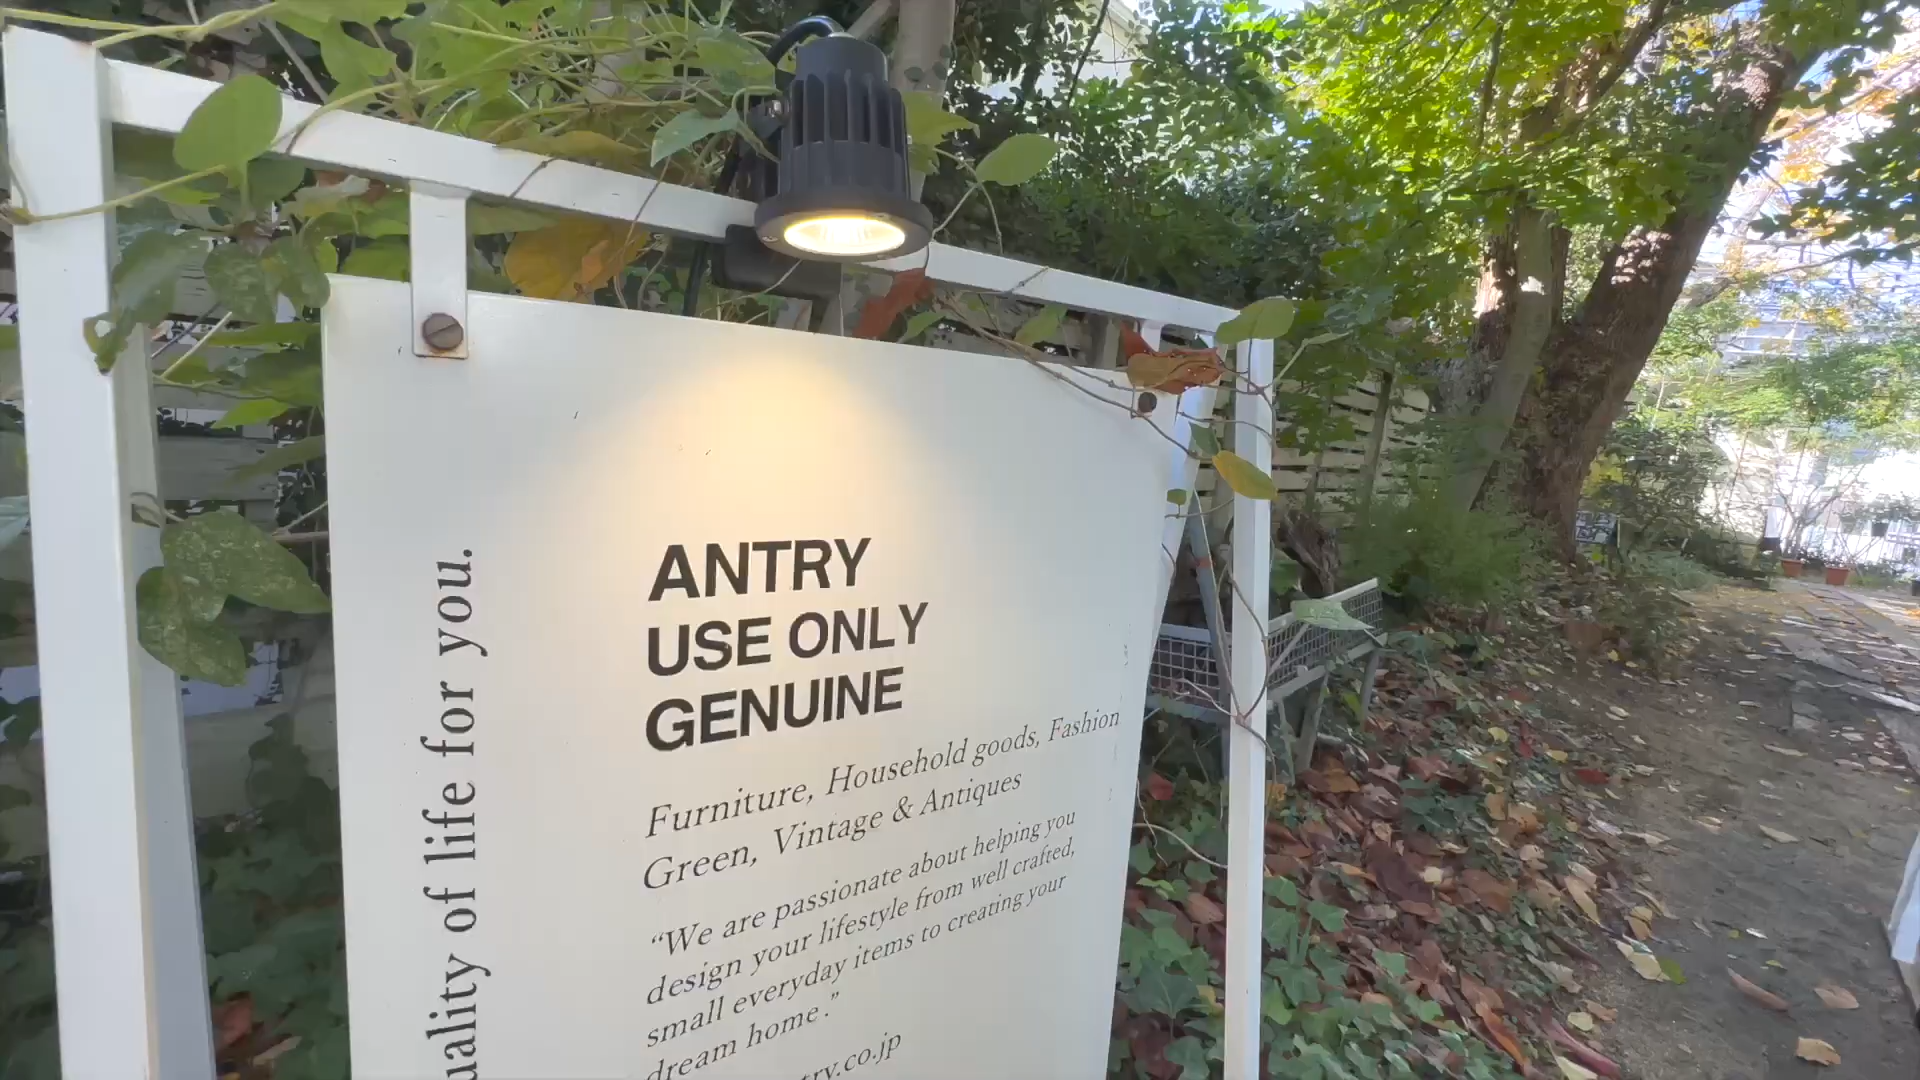 of life for you.
ANTRY
USE ONLY
GENUINE
Furniture, Household goods, Fashion
Green, Vintage & Antiques
“We are passionate about helping you
design your lifestyle from well crafted,
small everyday items to creating your
dream home.”